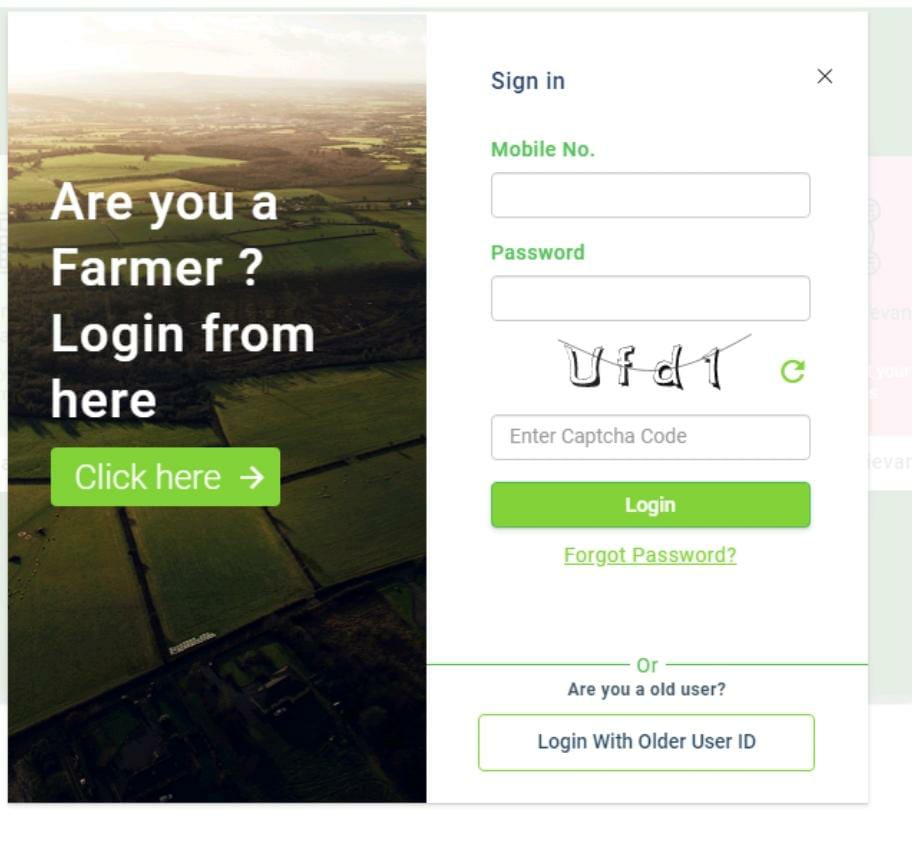 Are you a
Farmer ?
Login from
here
Click here
Sign in
Mobile No.
Password
Ufd1
Enter Captcha Code
Login
Forgot Password?
Or
Are you a old user?
Login With Older User ID